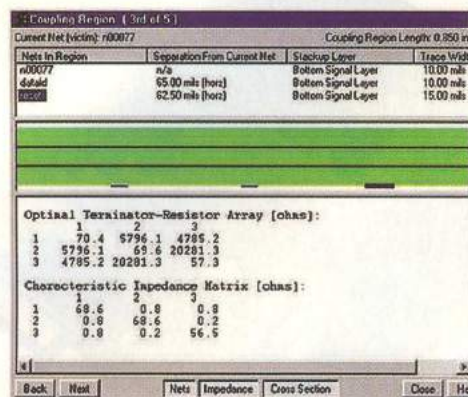 Coupling Region ( 3rd of 5 )
Current Net (victim): n00077 Coupling Region Length: 0.850 in
Nets In Region Separation From Current Net Stackup Layer Trace Widt
n00077 n/a Bottom Signal Layer 10.00 mils
dataid 65.00 mils (horz) Bottom Signal Layer 10.00 mils
reset 62.50 mils (horz) Bottom Signal Layer 15.00 mils
Optimal Terminator-Resistor Array [ohms]:
1 2 3
1 70.4 5796.1 4785.2
2 5796.1 69.6 20281.3
3 4785.2 20281.3 57.3
Characteristic Impedance Matrix [ohms]:
1 2 3
1 68.6 0.8 0.8
2 0.8 68.6 0.2
3 0.8 0.2 56.5
Back Next Nets Impedance Cross Section Close